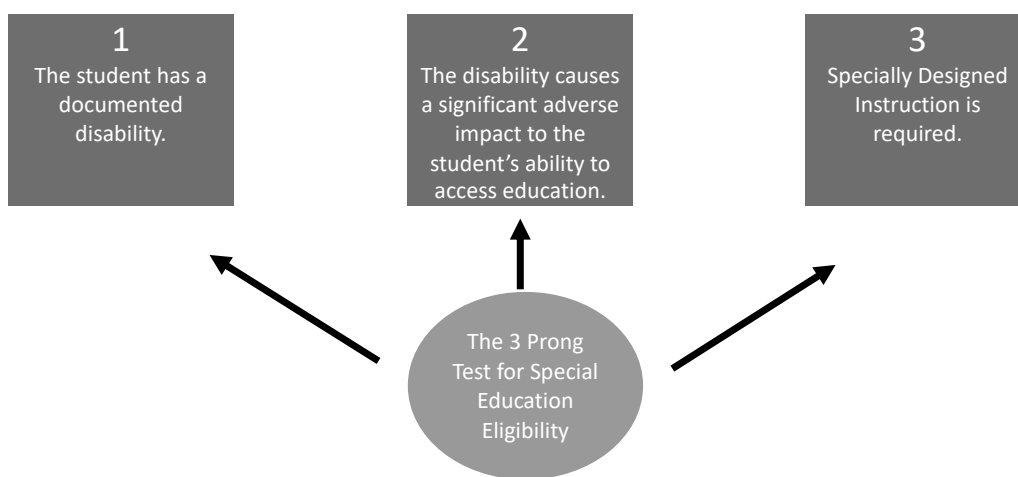 1
The student has a
documented
disability.
2
The disability causes
a significant adverse
impact to the
student’s ability to
access education.
3
Specially Designed
Instruction is
required.
The 3 Prong
Test for Special
Education
Eligibility